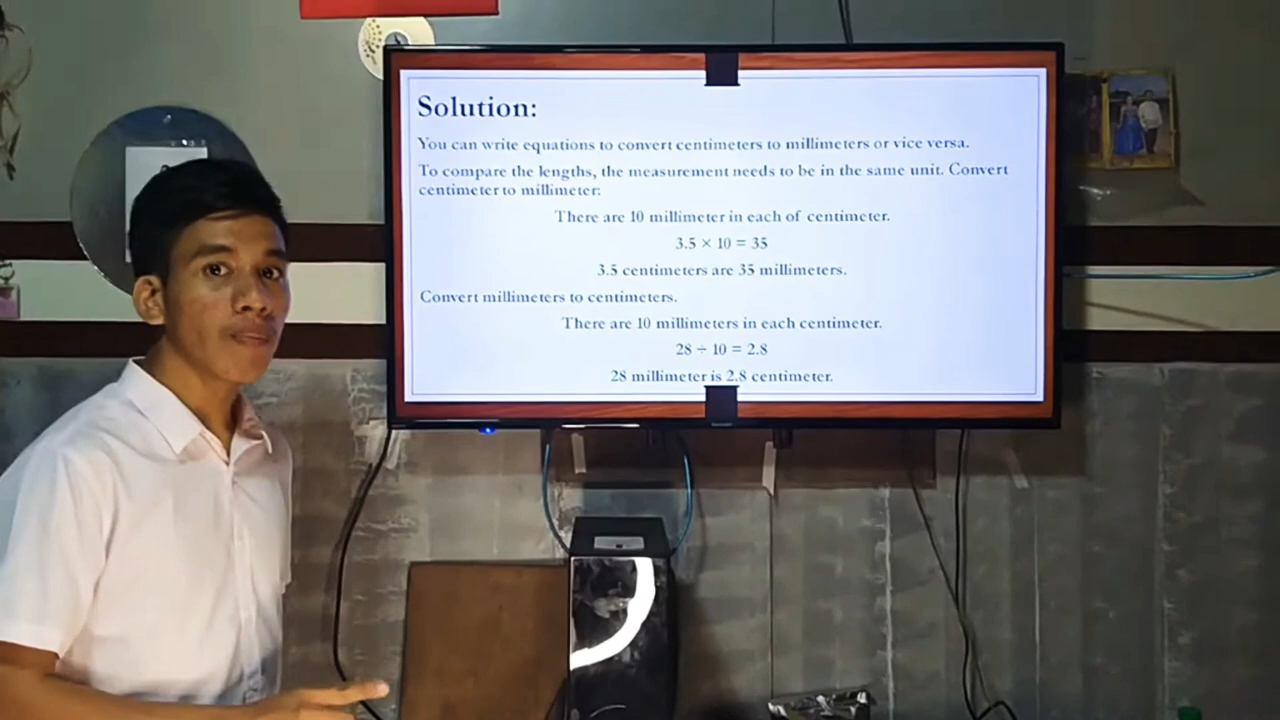 Solution:
You can write equations to convert centimeters to millimeters or vice versa.
To compare the lengths, the measurement needs to be in the same unit. Convert
centimeter to millimeter:
There are 10 millimeter in each of centimeter.
3.5 × 10 = 35
3.5 centimeters are 35 millimeters.
Convert millimeters to centimeters.
There are 10 millimeters in each centimeter.
28 ÷ 10 = 2.8
28 millimeter is 2.8 centimeter.